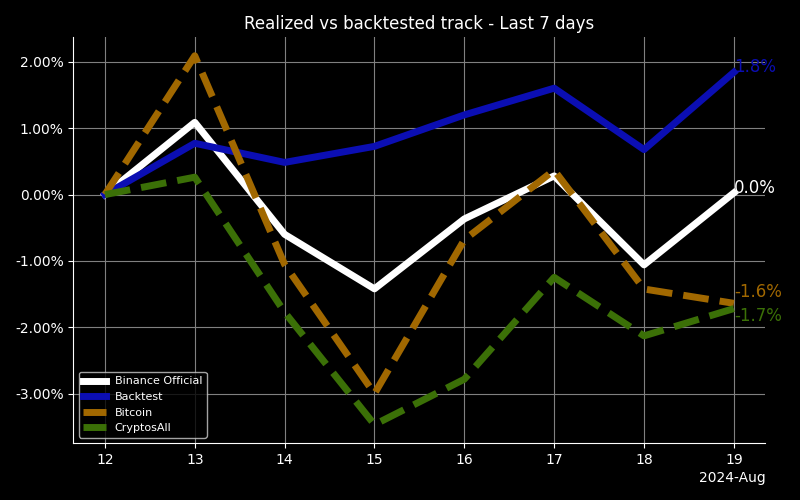 Realized vs backtested track - Last 7 days
2.00%
1.00%
0.00%
-1.00%
-2.00%
-3.00%
1.8%
0.0%
-1.6%
-1.7%
Binance Official
Backtest
Bitcoin
CryptosAll
12 13 14 15 16 17 18 19
2024-Aug